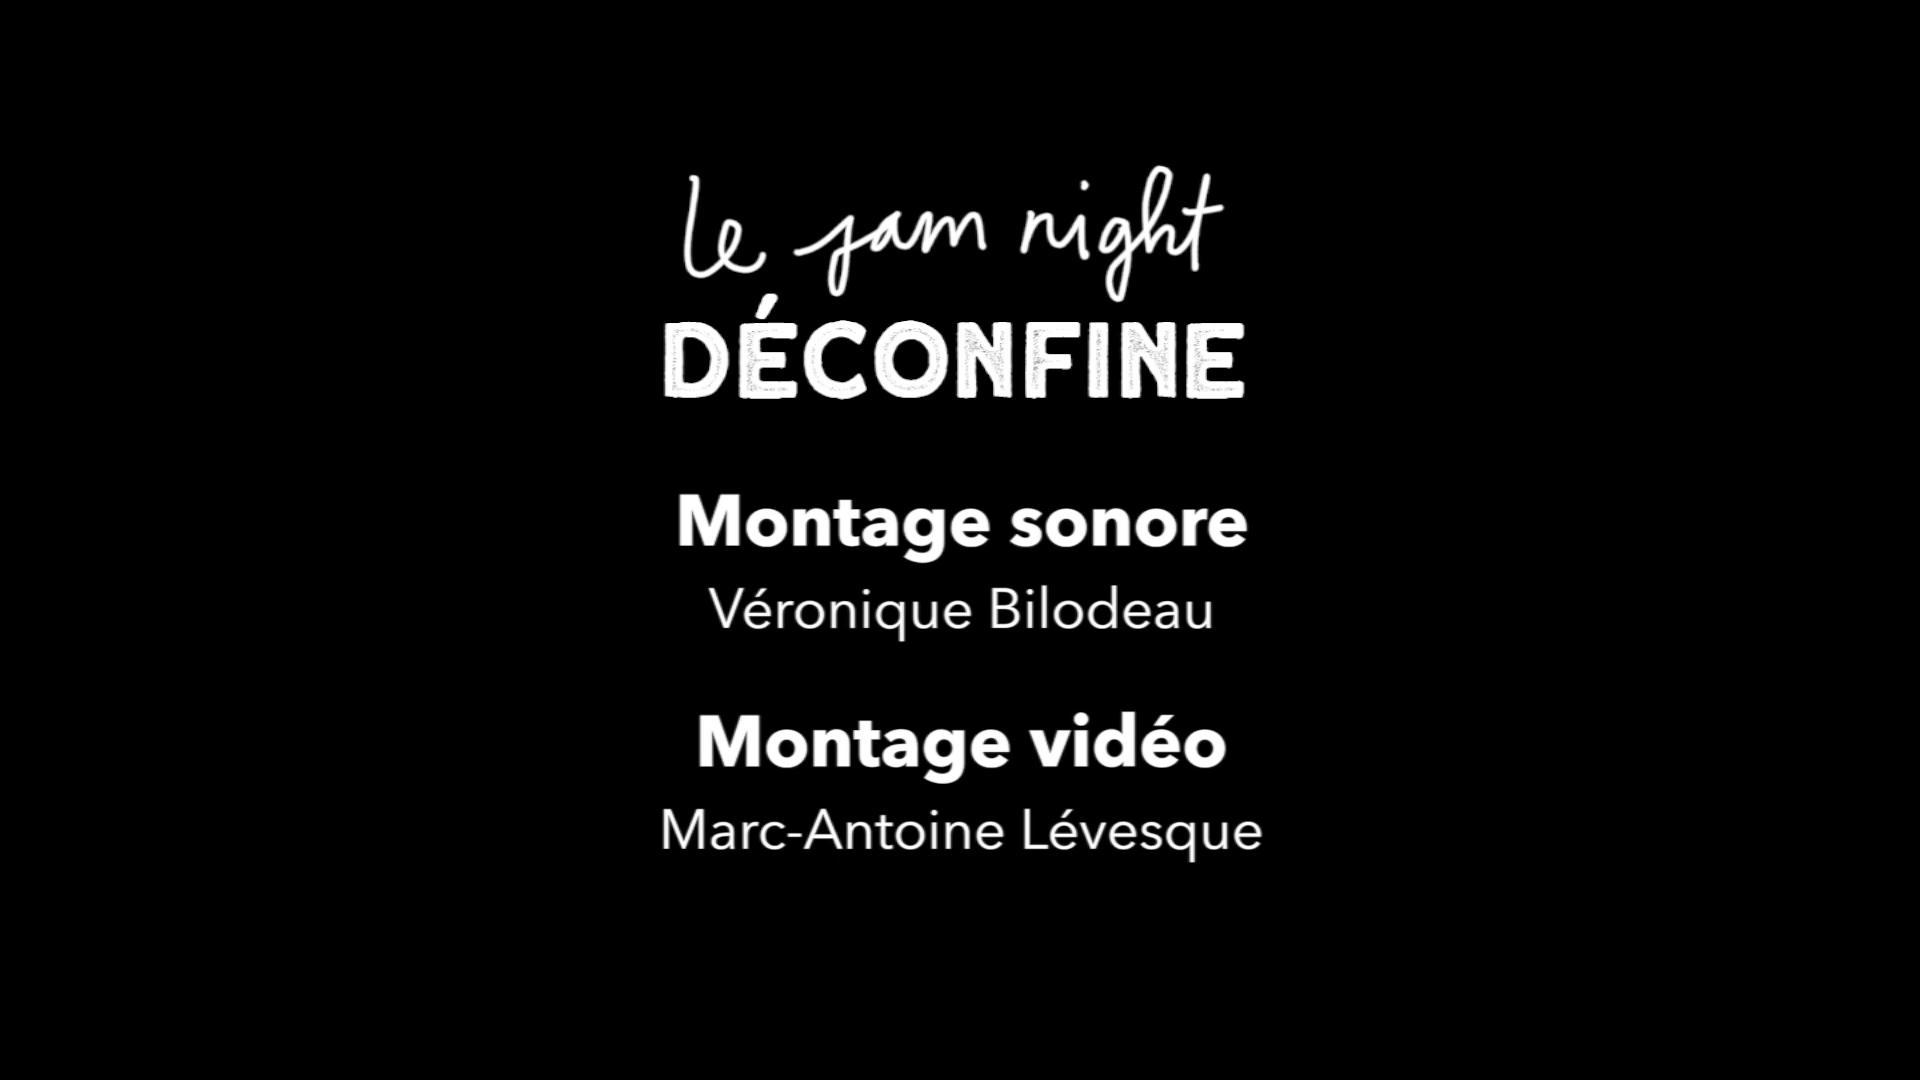 le jam night
DÉCONFINE
Montage sonore
Véronique Bilodeau
Montage vidéo
Marc-Antoine Lévesque